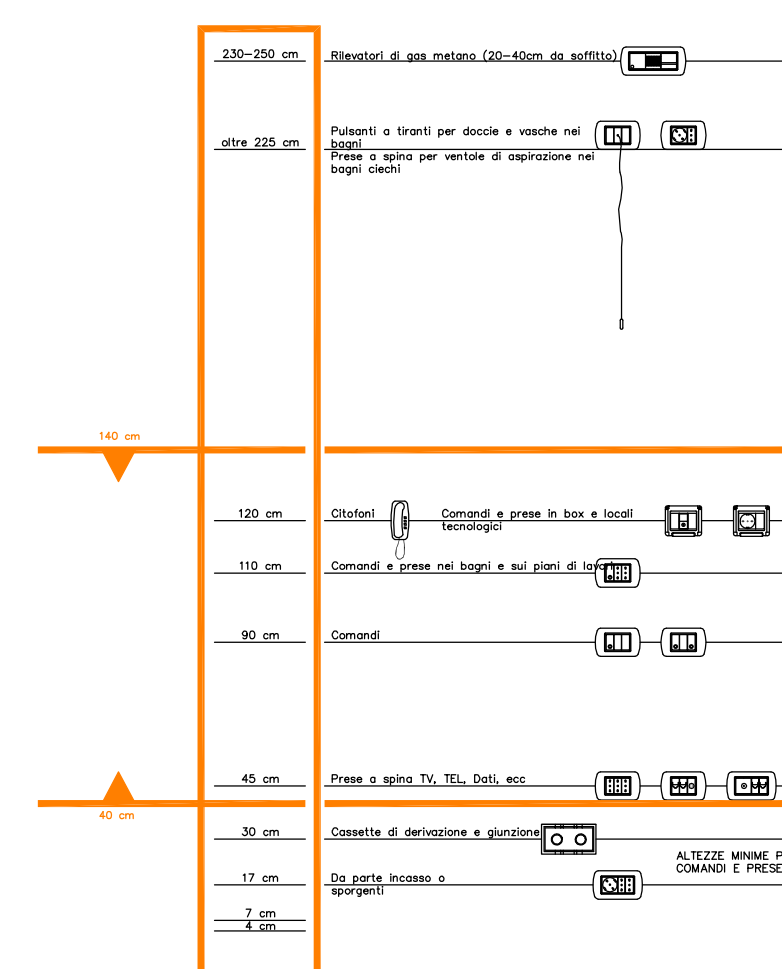 230-250 cm
Rilevatori di gas metano (20-40cm da soffitto)
oltre 225 cm
Pulsanti a tiranti per doccie e vasche nei
bagni
Prese a spina per ventole di aspirazione nei
bagni ciechi
140 cm
120 cm
Citofoni
Comandi e prese in box e locali
tecnologici
110 cm
Comandi e prese nei bagni e sui piani di lavori
90 cm
Comandi
45 cm
Prese a spina TV, TEL, Dati, ecc
40 cm
30 cm
Cassette di derivazione e giunzione
ALTEZZE MINIME P
COMANDI E PRESE
17 cm
Da parte incasso o
sporgenti
7 cm
4 cm